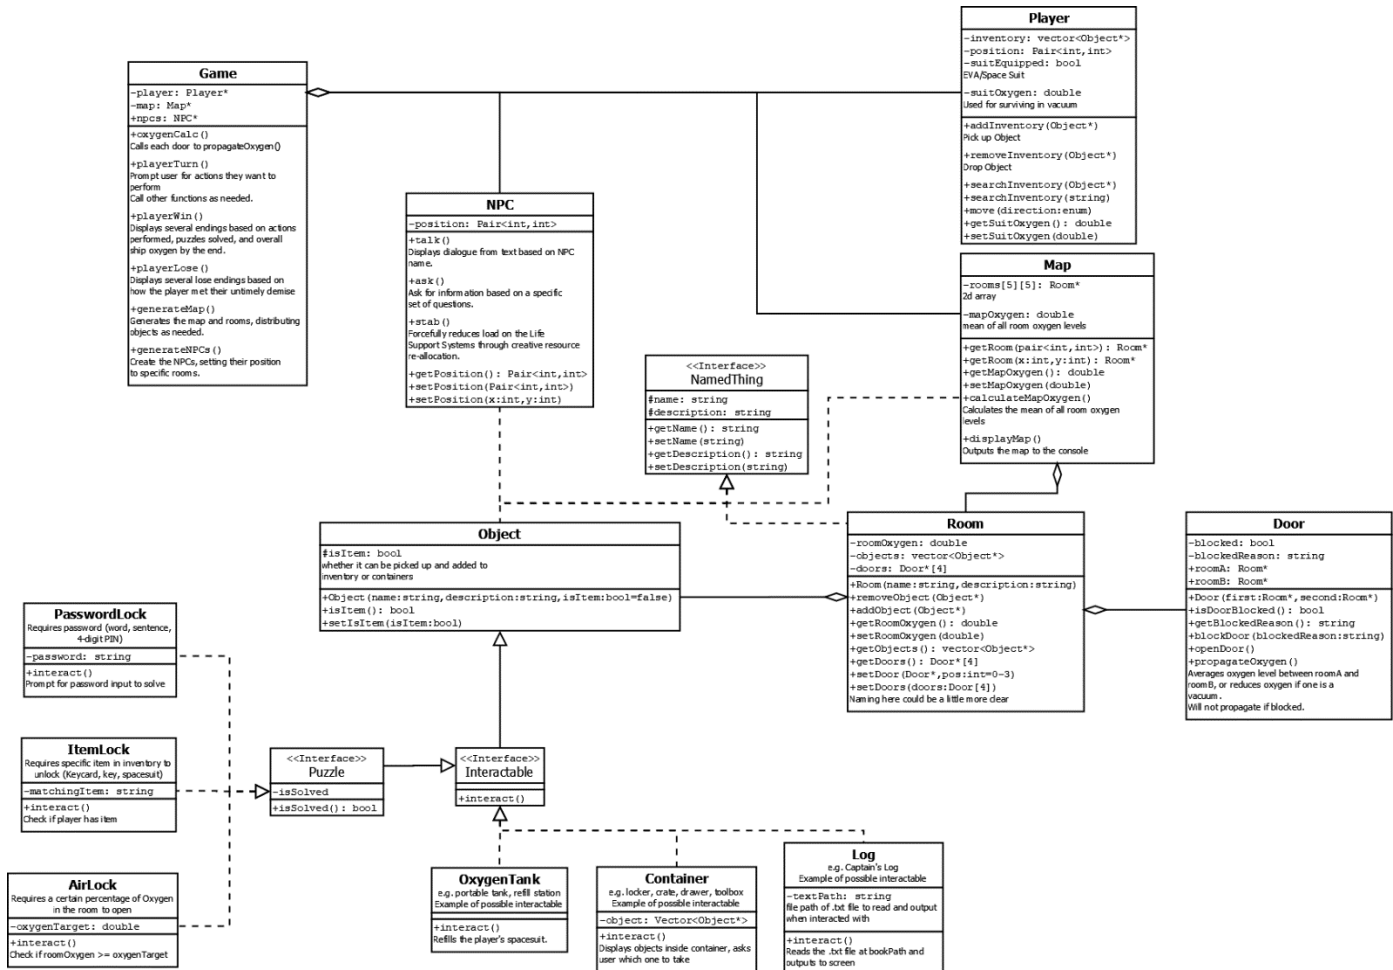 Player
-inventory: vector<Object*>
-position: Pair<int,int>
-suitEquipped: bool
EVA/Space Suit
-suitOxygen: double
Used for surviving in vacuum
+addInventory(Object*)
Pick up Object
+removeInventory(Object*)
Drop Object
+searchInventory(Object*)
+searchInventory(string)
+move(direction:enum)
+getSuitOxygen(): double
+setSuitOxygen(double)
Game
-player: Player*
-map: Map*
+npcs: NPC*
+oxygenCalc()
Calls each door to propagateOxygen()
+playerTurn()
Prompt user for actions they want to
perform
Call other functions as needed.
+playerWin()
Displays several endings based on actions
performed, puzzles solved, and overall
ship oxygen by the end.
+playerLose()
Displays several lose endings based on
how the player met their untimely demise
+generateMap()
Generates the map and rooms, distributing
objects as needed.
+generateNPCs()
Create the NPCs, setting their position
to specific rooms.
NPC
-position: Pair<int,int>
+talk()
Displays dialogue from text based on NPC
name.
+ask()
Ask for information based on a specific
set of questions.
+stab()
Forcefully reduces load on the Life
Support Systems through creative resource
re-allocation.
+getPosition(): Pair<int,int>
+setPosition(Pair<int,int>)
+setPosition(x:int,y:int)
Map
-rooms[5][5]: Room*
2d array
-mapOxygen: double
mean of all room oxygen levels
+getRoom(pair<int,int>): Room*
+getRoom(x:int,y:int): Room*
+getMapOxygen(): double
+setMapOxygen(double)
+calculateMapOxygen()
Calculates the mean of all room oxygen
levels
+displayMap()
Outputs the map to the console
<<Interface>>
NamedThing
#name: string
#description: string
+getName(): string
+setName(string)
+getDescription(): string
+setDescription(string)
Object
#isItem: bool
whether it can be picked up and added to
inventory or containers
+Object(name:string,description:string,isItem:bool=false)
+isItem(): bool
+setIsItem(isItem:bool)
Room
-roomOxygen: double
-objects: vector<Object*>
-doors: Door*[4]
+Room(name:string,description:string)
+removeObject(Object*)
+addObject(Object*)
+getRoomOxygen(): double
+setRoomOxygen(double)
+getObjects(): vector<Object*>
+getDoors(): Door*[4]
+setDoor(Door*,pos:int=0-3)
+setDoors(doors:Door[4])
Naming here could be a little more clear
Door
-blocked: bool
-blockedReason: string
+roomA: Room*
+roomB: Room*
+Door(first:Room*,second:Room*)
+isDoorBlocked(): bool
+getBlockedReason(): string
+blockDoor(blockedReason:string)
+openDoor()
+propagateOxygen()
Averages oxygen level between roomA and
roomB, or reduces oxygen if one is a
vacuum.
Will not propagate if blocked.
PasswordLock
Requires password (word, sentence,
4-digit PIN)
-password: string
+interact()
Prompt for password input to solve
ItemLock
Requires specific item in inventory to
unlock (Keycard, key, spacesuit)
-matchingItem: string
+interact()
Check if player has item
AirLock
Requires a certain percentage of Oxygen
in the room to open
-oxygenTarget: double
+interact()
Check if roomOxygen >= oxygenTarget
<<Interface>>
Puzzle
-isSolved
+isSolved(): bool
<<Interface>>
Interactable
+interact()
OxygenTank
e.g. portable tank, refill station
Example of possible interactable
+interact()
Refills the player's spacesuit.
Container
e.g. locker, crate, drawer, toolbox
Example of possible interactable
-object: Vector<Object*>
+interact()
Displays objects inside container, asks
user which one to take
Log
e.g. Captain's Log
Example of possible interactable
-textPath: string
file path of .txt file to read and output
when interacted with
+interact()
Reads the .txt file at bookPath and
outputs to screen